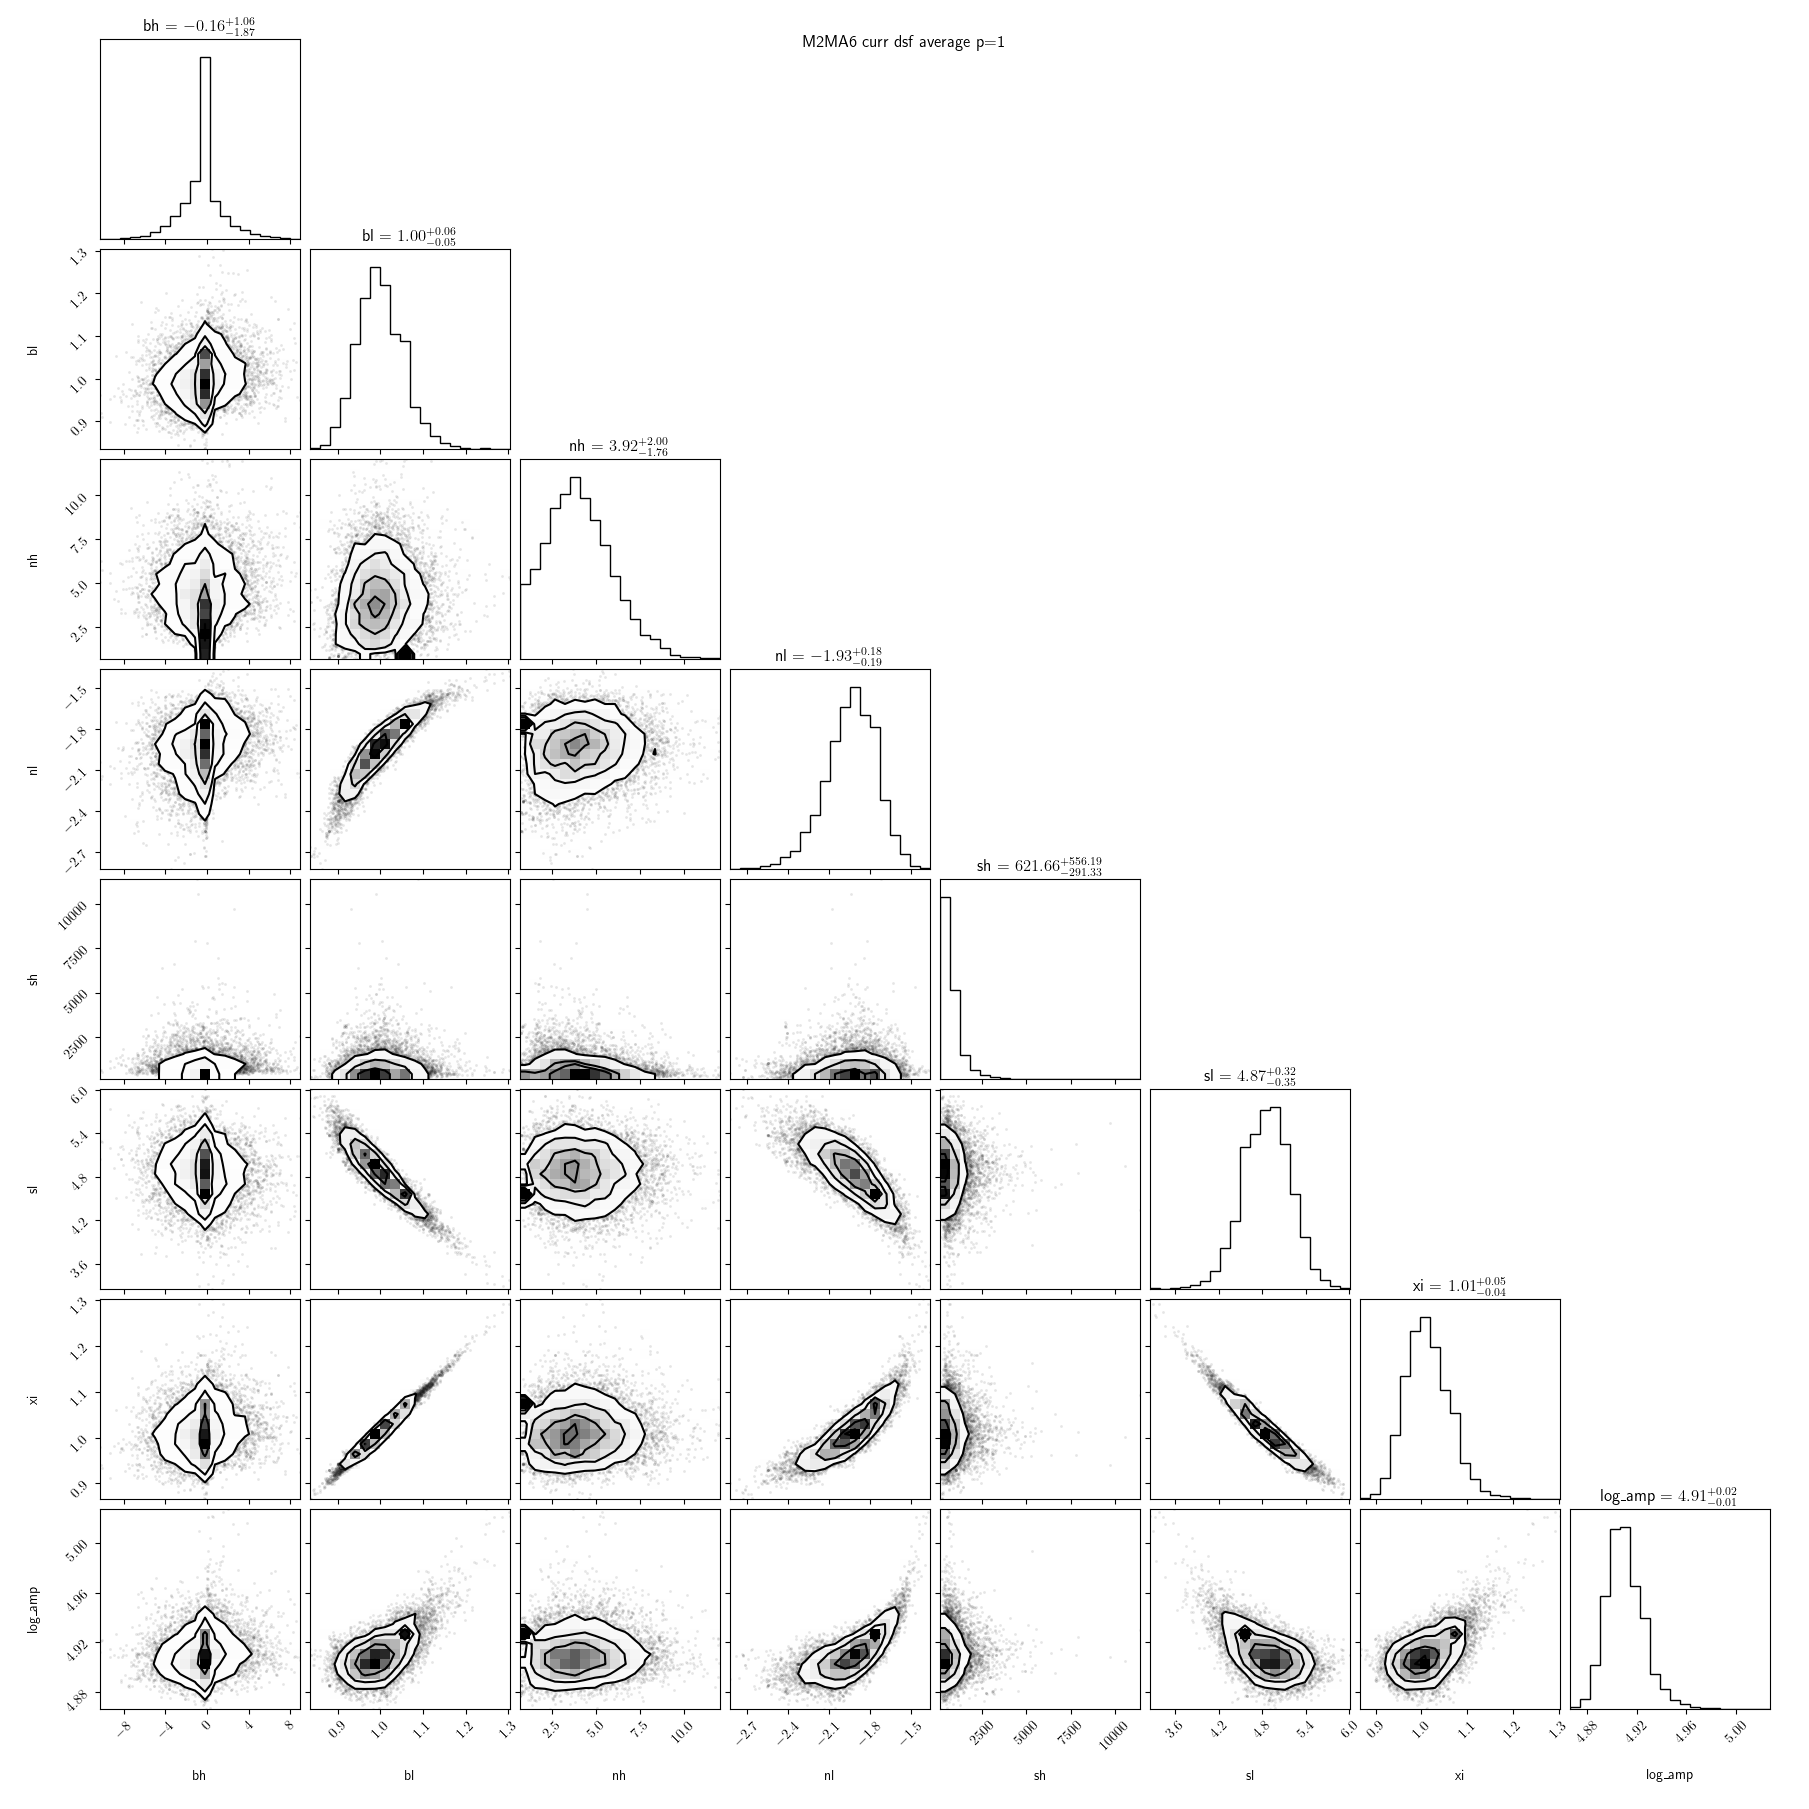 bh = −0.16^{+1.06}_{−1.87}
M2MA6 curr dsf average p=1
bl = 1.00^{+0.06}_{−0.05}
1.3
1.2
1.1
1.0
0.9
bl
nh = 3.92^{+2.00}_{−1.76}
10.0
7.5
5.0
2.5
nh
nl = −1.93^{+0.18}_{−0.19}
−1.5
−1.8
−2.1
−2.4
−2.7
nl
sh = 621.66^{+556.19}_{−291.33}
10000
7500
5000
2500
sh
sl = 4.87^{+0.32}_{−0.35}
6.0
5.4
4.8
4.2
3.6
sl
xi = 1.01^{+0.05}_{−0.04}
1.3
1.2
1.1
1.0
0.9
xi
log_amp = 4.91^{+0.02}_{−0.01}
5.00
4.96
4.92
4.88
log_amp
−8 −4 0 4 8 0.9 1.0 1.1 1.2 1.3 2.5 5.0 7.5 10.0 −2.7 −2.4 −2.1 −1.8 −1.5 2500 5000 7500 10000 3.6 4.2 4.8 5.4 6.0 0.9 1.0 1.1 1.2 1.3 4.88 4.92 4.96 5.00
bh bl nh nl sh sl xi log_amp